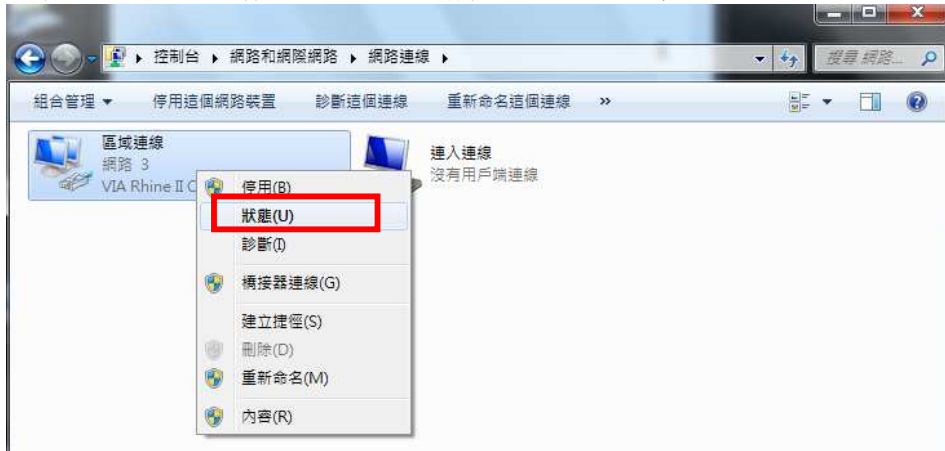 控制台 ▸ 網路和網際網路 ▸ 網路連線 ▸
搜尋 網路...
組合管理 ▼ 停用這個網路裝置 診斷這個連線 重新命名這個連線 »
區域連線
網路 3
VIA Rhine II C
連入連線
沒有用戶端連線
停用(B)
狀態(U)
診斷(I)
橋接器連線(G)
建立捷徑(S)
刪除(D)
重新命名(M)
內容(R)